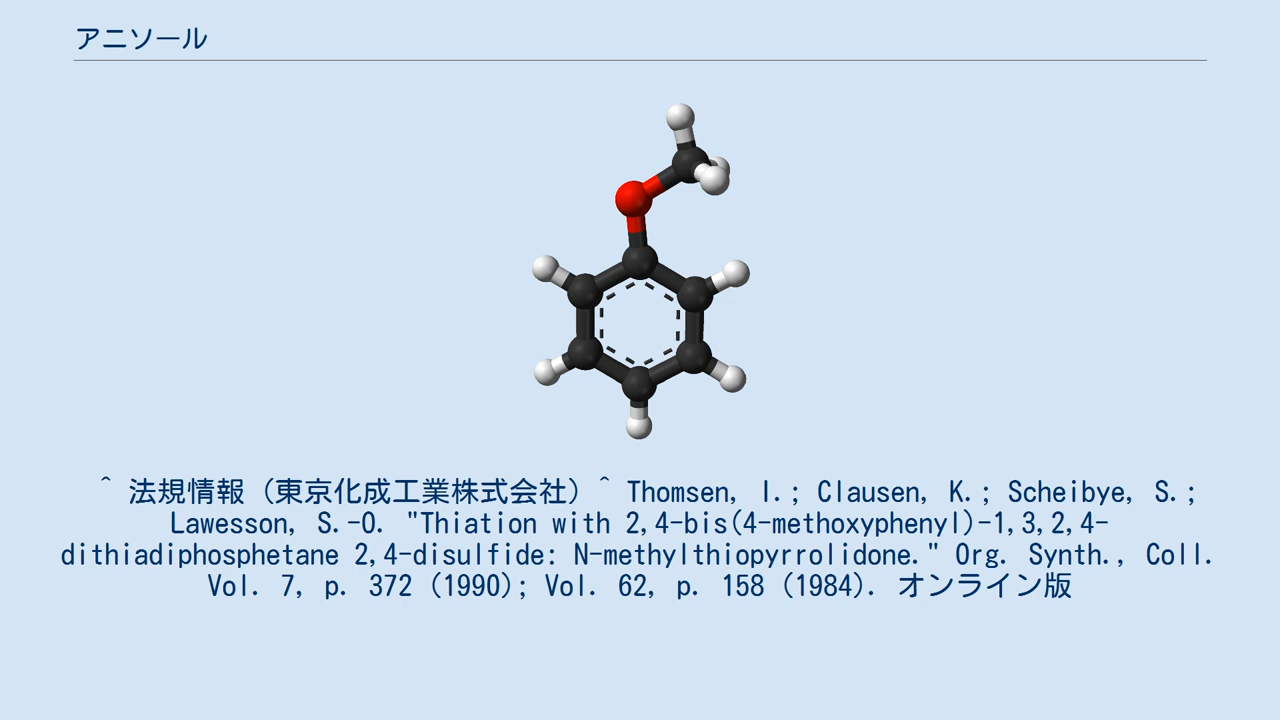 アニソール
^ 法規情報 (東京化成工業株式会社) ^ Thomsen, I.; Clausen, K.; Scheibye, S.;
Lawesson, S.-O. "Thiation with 2,4-bis(4-methoxyphenyl)-1,3,2,4-
dithiadiphosphetane 2,4-disulfide: N-methylthiopyrrolidone." Org. Synth., Coll.
Vol. 7, p. 372 (1990); Vol. 62, p. 158 (1984). オンライン版